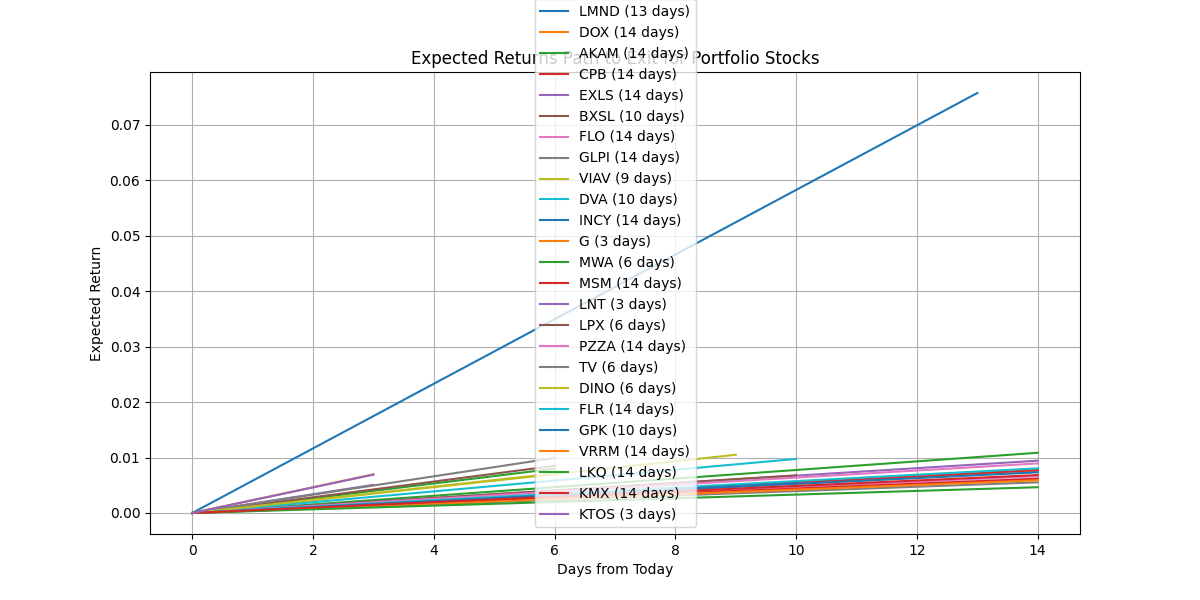 LMND (13 days)
DOX (14 days)
AKAM (14 days)
Expected Returns Path to Exit for Portfolio Stocks
CPB (14 days)
EXLS (14 days)
BXSL (10 days)
FLO (14 days)
GLPI (14 days)
VIAV (9 days)
DVA (10 days)
INCY (14 days)
G (3 days)
MWA (6 days)
MSM (14 days)
LNT (3 days)
LPX (6 days)
PZZA (14 days)
TV (6 days)
DINO (6 days)
FLR (14 days)
GPK (10 days)
VRRM (14 days)
LKQ (14 days)
KMX (14 days)
KTOS (3 days)
0.07
0.06
0.05
0.04
0.03
0.02
0.01
0.00
Expected Return
0 2 4 6 8 10 12 14
Days from Today